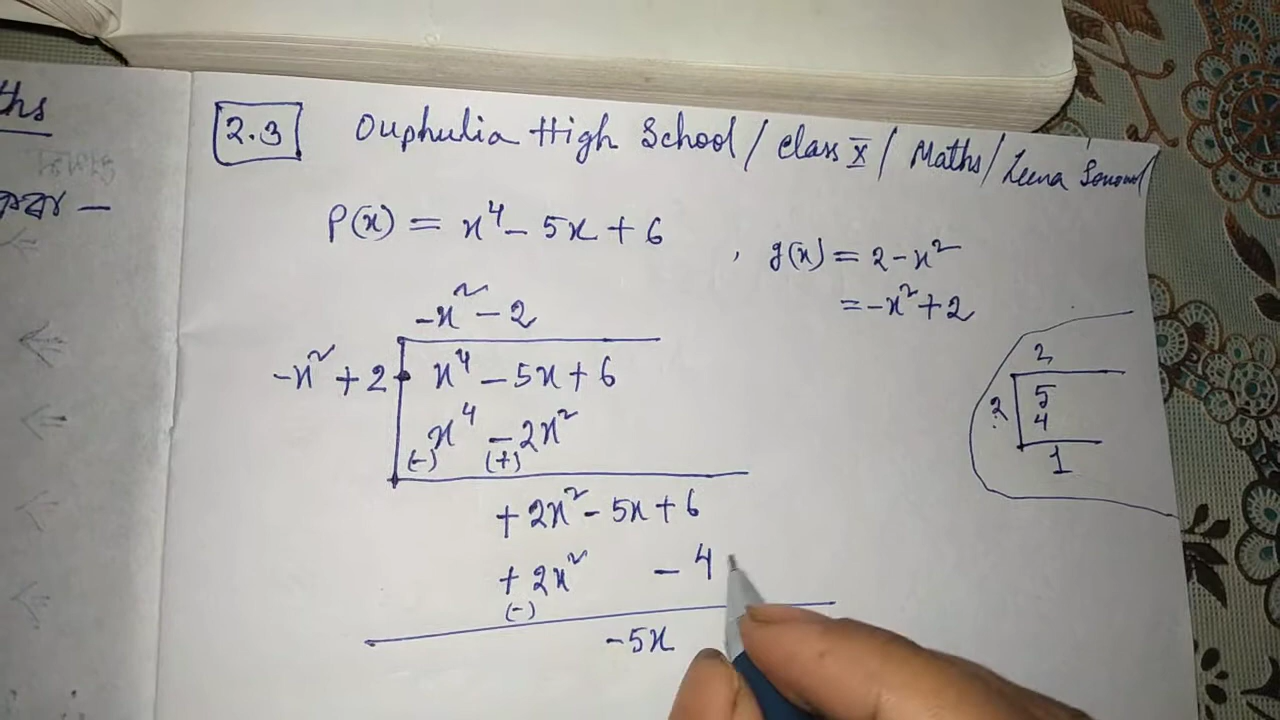 ths
2.3 Ouphulia High School / Class X / Maths / Leena Sonowal
P(x) = x⁴ - 5x + 6 , g(x) = 2 - x²
= -x² + 2
-x² - 2
-x² + 2 x⁴ - 5x + 6
x⁴ - 2x²
(-) (+)
+ 2x² - 5x + 6
+ 2x² - 4
(-)
-5x
2
2 5
4
1